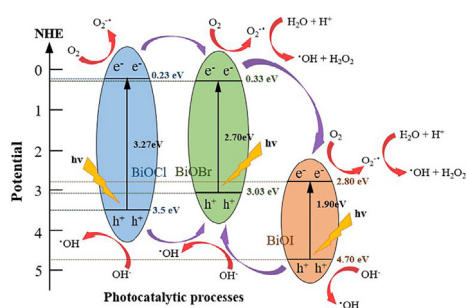 NHE
Potential
0
1
2
3
4
5
O₂
O₂⁻•
e⁻ e⁻
0.23 eV
3.27eV
hν
BiOCl
3.5 eV
h⁺ h⁺
•OH
OH⁻
O₂
O₂⁻•
H₂O + H⁺
•OH + H₂O₂
e⁻ e⁻
0.33 eV
2.70eV
hν
BiOBr
3.03 eV
h⁺ h⁺
•OH
OH⁻
O₂
O₂⁻•
H₂O + H⁺
•OH + H₂O₂
e⁻ e⁻
2.80 eV
1.90eV
hν
BiOI
4.70 eV
h⁺ h⁺
OH⁻
•OH
Photocatalytic processes